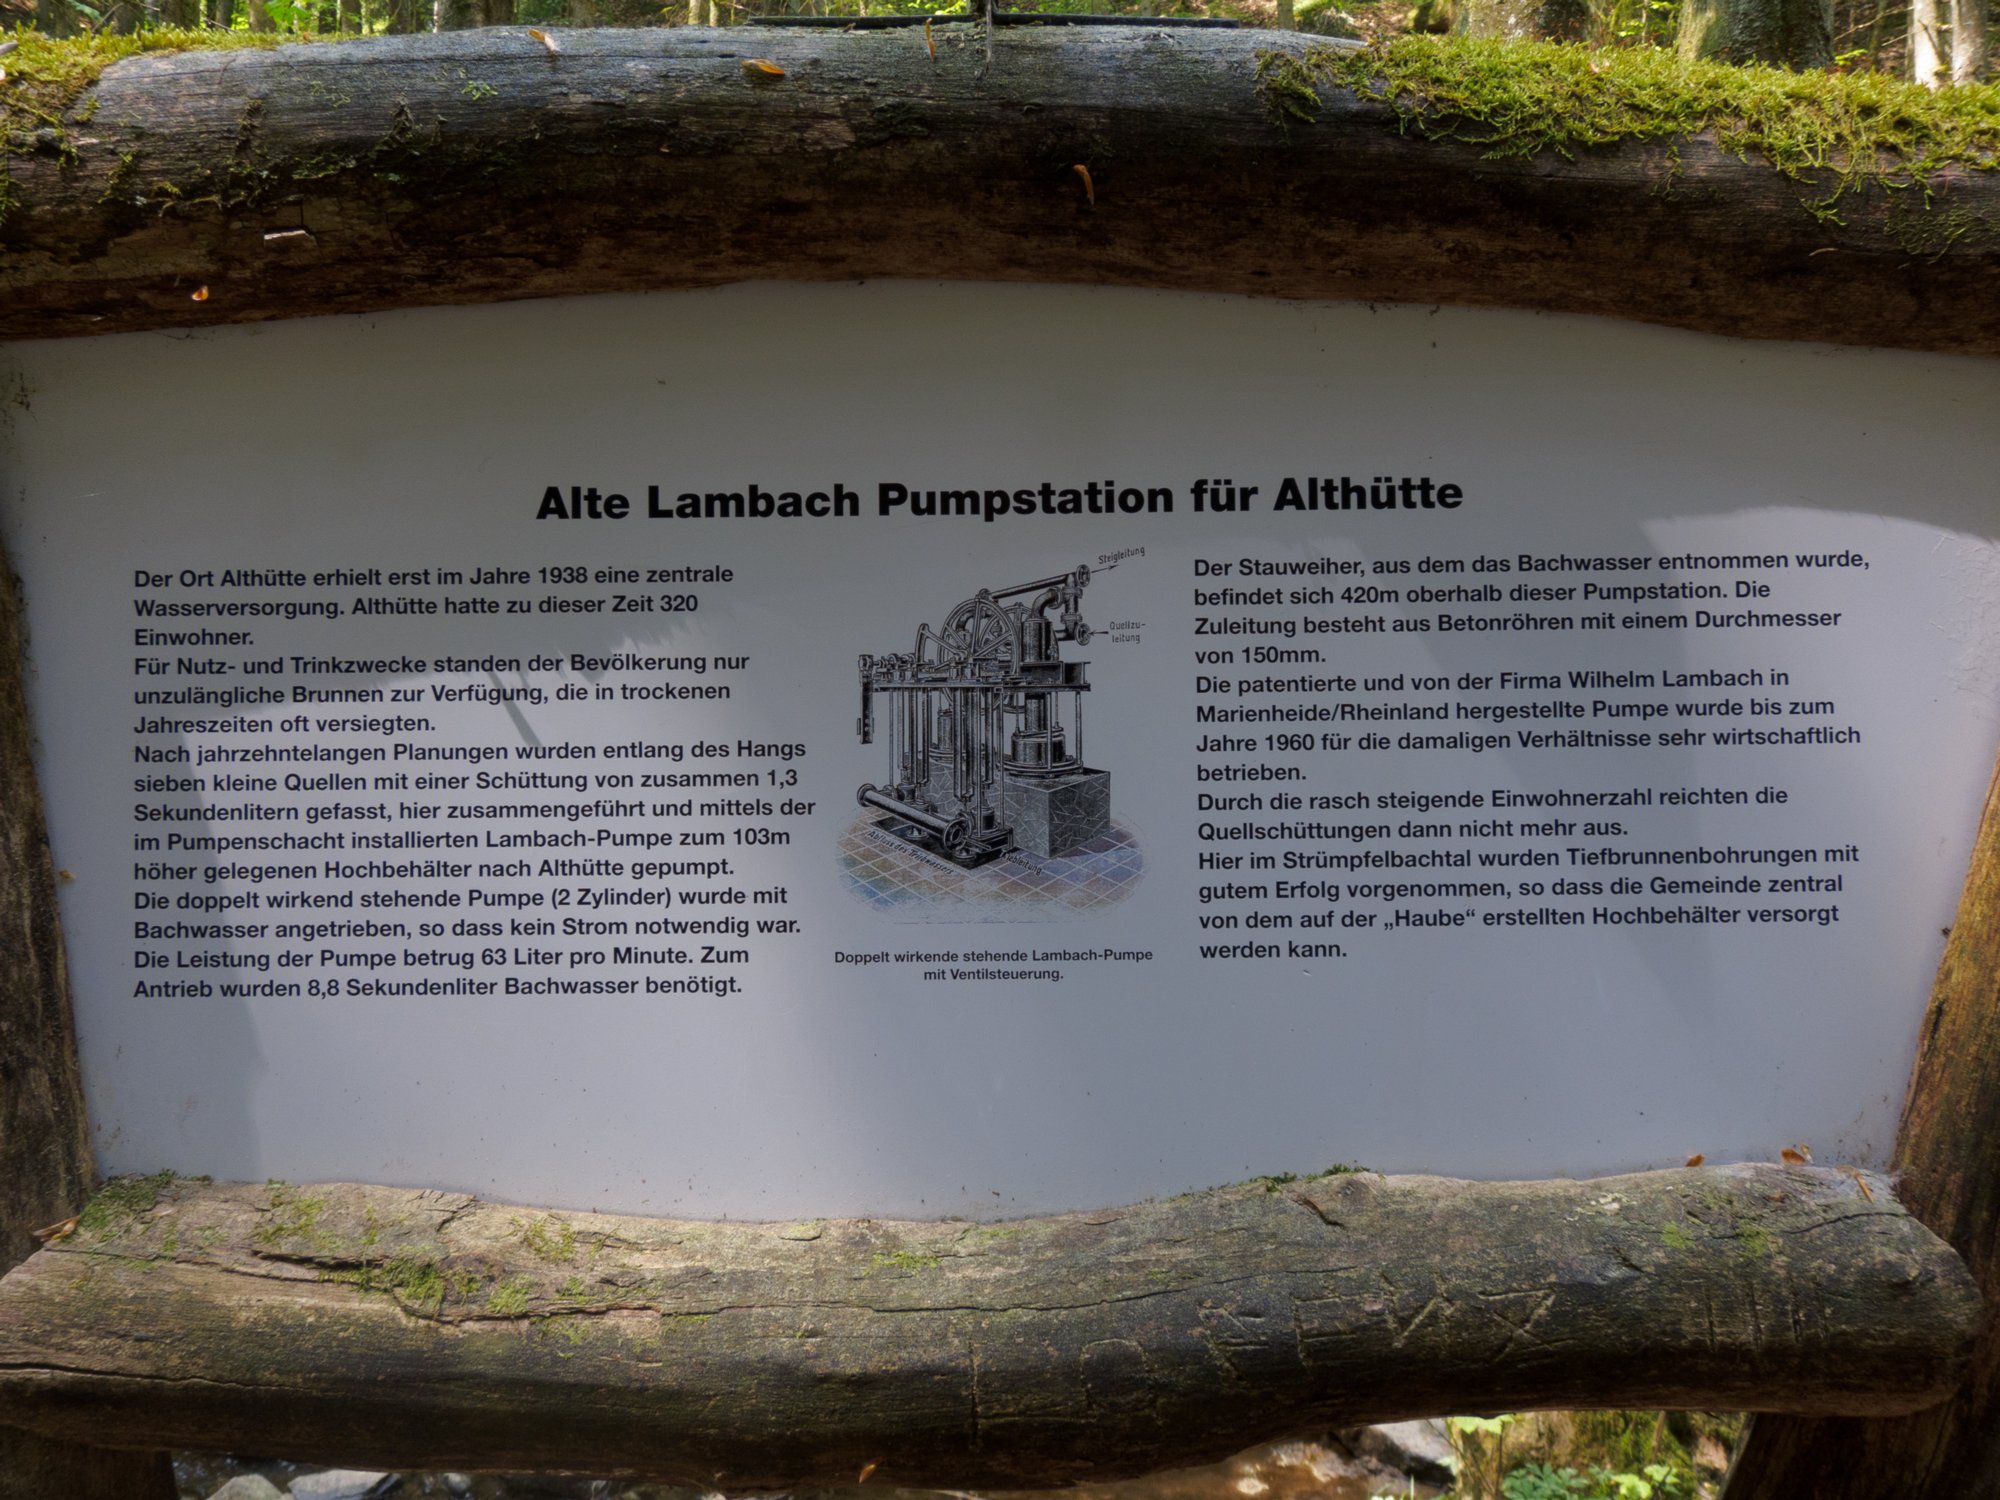 Alte Lambach Pumpstation für Althütte
Der Ort Althütte erhielt erst im Jahre 1938 eine zentrale
Wasserversorgung. Althütte hatte zu dieser Zeit 320
Einwohner.
Für Nutz- und Trinkzwecke standen der Bevölkerung nur
unzulängliche Brunnen zur Verfügung, die in trockenen
Jahreszeiten oft versiegten.
Nach jahrzehntelangen Planungen wurden entlang des Hangs
sieben kleine Quellen mit einer Schüttung von zusammen 1,3
Sekundenlitern gefasst, hier zusammengeführt und mittels der
im Pumpenschacht installierten Lambach-Pumpe zum 103m
höher gelegenen Hochbehälter nach Althütte gepumpt.
Die doppelt wirkend stehende Pumpe (2 Zylinder) wurde mit
Bachwasser angetrieben, so dass kein Strom notwendig war.
Die Leistung der Pumpe betrug 63 Liter pro Minute. Zum
Antrieb wurden 8,8 Sekundenliter Bachwasser benötigt.
Steigleitung
Quellzu-
leitung
Abfluss des Treibwassers
Doppelt wirkende stehende Lambach-Pumpe
mit Ventilsteuerung.
Der Stauweiher, aus dem das Bachwasser entnommen wurde,
befindet sich 420m oberhalb dieser Pumpstation. Die
Zuleitung besteht aus Betonröhren mit einem Durchmesser
von 150mm.
Die patentierte und von der Firma Wilhelm Lambach in
Marienheide/Rheinland hergestellte Pumpe wurde bis zum
Jahre 1960 für die damaligen Verhältnisse sehr wirtschaftlich
betrieben.
Durch die rasch steigende Einwohnerzahl reichten die
Quellschüttungen dann nicht mehr aus.
Hier im Strümpfelbachtal wurden Tiefbrunnenbohrungen mit
gutem Erfolg vorgenommen, so dass die Gemeinde zentral
von dem auf der „Haube“ erstellten Hochbehälter versorgt
werden kann.